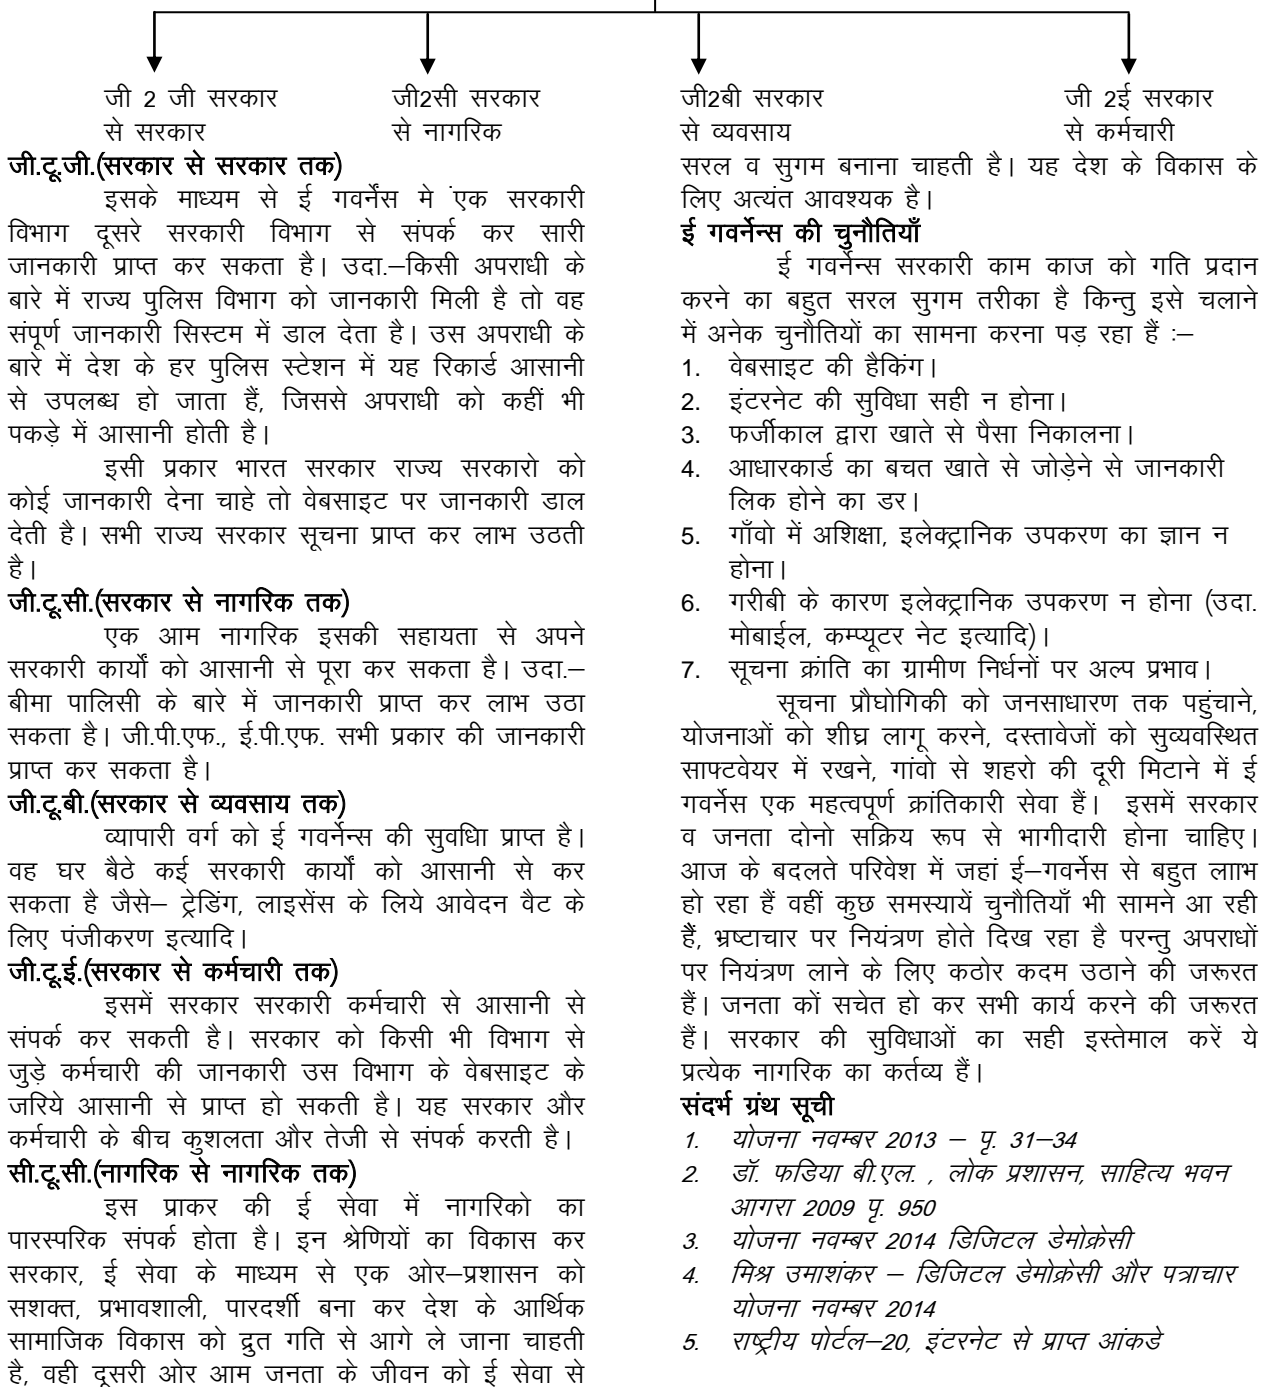 जी 2 जी सरकार
से सरकार
जी2सी सरकार
से नागरिक
जी2बी सरकार
से व्यवसाय
जी 2ई सरकार
से कर्मचारी
जी.टू.जी.(सरकार से सरकार तक)
इसके माध्यम से ई गवर्नेंस मे ंएक सरकारी
विभाग दूसरे सरकारी विभाग से संपर्क कर सारी
जानकारी प्राप्त कर सकता है। उदा.–किसी अपराधी के
बारे में राज्य पुलिस विभाग को जानकारी मिली है तो वह
संपूर्ण जानकारी सिस्टम में डाल देता है। उस अपराधी के
बारे में देश के हर पुलिस स्टेशन में यह रिकार्ड आसानी
से उपलब्ध हो जाता हैं, जिससे अपराधी को कहीं भी
पकड़े में आसानी होती है।
इसी प्रकार भारत सरकार राज्य सरकारो को
कोई जानकारी देना चाहे तो वेबसाइट पर जानकारी डाल
देती है। सभी राज्य सरकार सूचना प्राप्त कर लाभ उठती
है।
जी.टू.सी.(सरकार से नागरिक तक)
एक आम नागरिक इसकी सहायता से अपने
सरकारी कार्यों को आसानी से पूरा कर सकता है। उदा.–
बीमा पालिसी के बारे में जानकारी प्राप्त कर लाभ उठा
सकता है। जी.पी.एफ., ई.पी.एफ. सभी प्रकार की जानकारी
प्राप्त कर सकता है।
जी.टू.बी.(सरकार से व्यवसाय तक)
व्यापारी वर्ग को ई गवर्नेन्स की सुवधिा प्राप्त है।
वह घर बैठे कई सरकारी कार्यों को आसानी से कर
सकता है जैसे– ट्रेडिंग, लाइसेंस के लिये आवेदन वैट के
लिए पंजीकरण इत्यादि।
जी.टू.ई.(सरकार से कर्मचारी तक)
इसमें सरकार सरकारी कर्मचारी से आसानी से
संपर्क कर सकती है। सरकार को किसी भी विभाग से
जुड़े कर्मचारी की जानकारी उस विभाग के वेबसाइट के
जरिये आसानी से प्राप्त हो सकती है। यह सरकार और
कर्मचारी के बीच कुशलता और तेजी से संपर्क करती है।
सी.टू.सी.(नागरिक से नागरिक तक)
इस प्राकर की ई सेवा में नागरिको का
पारस्परिक संपर्क होता है। इन श्रेणियों का विकास कर
सरकार, ई सेवा के माध्यम से एक ओर–प्रशासन को
सशक्त, प्रभावशाली, पारदर्शी बना कर देश के आर्थिक
सामाजिक विकास को द्रुत गति से आगे ले जाना चाहती
है, वही दूसरी ओर आम जनता के जीवन को ई सेवा से
सरल व सुगम बनाना चाहती है। यह देश के विकास के
लिए अत्यंत आवश्यक है।
ई गवर्नेन्स की चुनौतियाँ
ई गवर्नेन्स सरकारी काम काज को गति प्रदान
करने का बहुत सरल सुगम तरीका है किन्तु इसे चलाने
में अनेक चुनौतियों का सामना करना पड़ रहा हैं :–
1. वेबसाइट की हैकिंग।
2. इंटरनेट की सुविधा सही न होना।
3. फर्जीकाल द्वारा खाते से पैसा निकालना।
4. आधारकार्ड का बचत खाते से जोड़ेने से जानकारी
लिक होने का डर।
5. गाँवो में अशिक्षा, इलेक्ट्रानिक उपकरण का ज्ञान न
होना।
6. गरीबी के कारण इलेक्ट्रानिक उपकरण न होना (उदा.
मोबाईल, कम्प्यूटर नेट इत्यादि)।
7. सूचना क्रांति का ग्रामीण निर्धनों पर अल्प प्रभाव।
सूचना प्रौघोगिकी को जनसाधारण तक पहुंचाने,
योजनाओं को शीघ्र लागू करने, दस्तावेजों को सुव्यवस्थित
साफ्टवेयर में रखने, गांवो से शहरो की दूरी मिटाने में ई
गवर्नेस एक महत्वपूर्ण क्रांतिकारी सेवा हैं। इसमें सरकार
व जनता दोनो सक्रिय रूप से भागीदारी होना चाहिए।
आज के बदलते परिवेश में जहां ई–गवर्नेस से बहुत लााभ
हो रहा हैं वहीं कुछ समस्यायें चुनौतियाँ भी सामने आ रही
हैं, भ्रष्टाचार पर नियंत्रण होते दिख रहा है परन्तु अपराधों
पर नियंत्रण लाने के लिए कठोर कदम उठाने की जरूरत
हैं। जनता कों सचेत हो कर सभी कार्य करने की जरूरत
हैं। सरकार की सुविधाओं का सही इस्तेमाल करें ये
प्रत्येक नागरिक का कर्तव्य हैं।
संदर्भ ग्रंथ सूची
1. योजना नवम्बर 2013 – पृ. 31–34
2. डॉ. फडिया बी.एल. , लोक प्रशासन, साहित्य भवन
आगरा 2009 पृ. 950
3. योजना नवम्बर 2014 डिजिटल डेमोक्रेसी
4. मिश्र उमाशंकर – डिजिटल डेमोक्रेसी और पत्राचार
योजना नवम्बर 2014
5. राष्ट्रीय पोर्टल–20, इंटरनेट से प्राप्त आंकडे